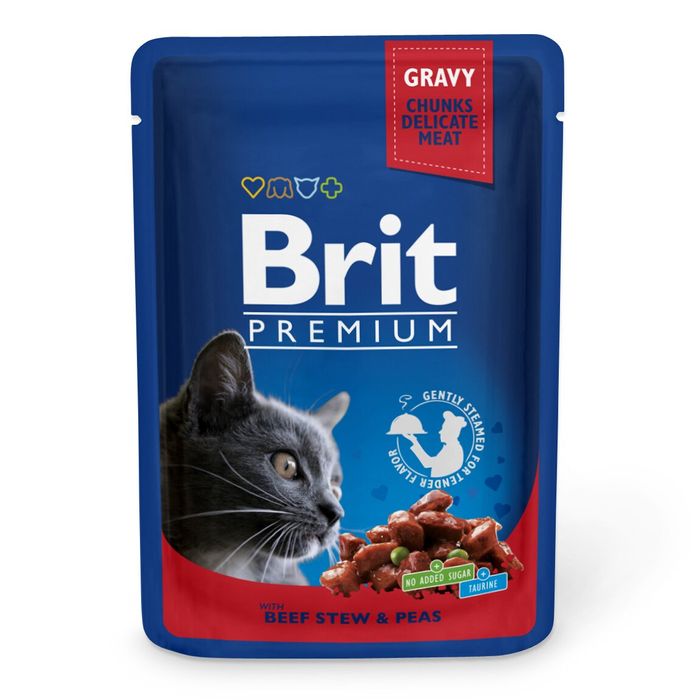 GRAVY
CHUNKS
DELICATE
MEAT
Brit
PREMIUM
GENTLY STEAMED FOR TENDER FLAVOR
+
NO ADDED SUGAR
+
TAURINE
WITH
BEEF STEW & PEAS